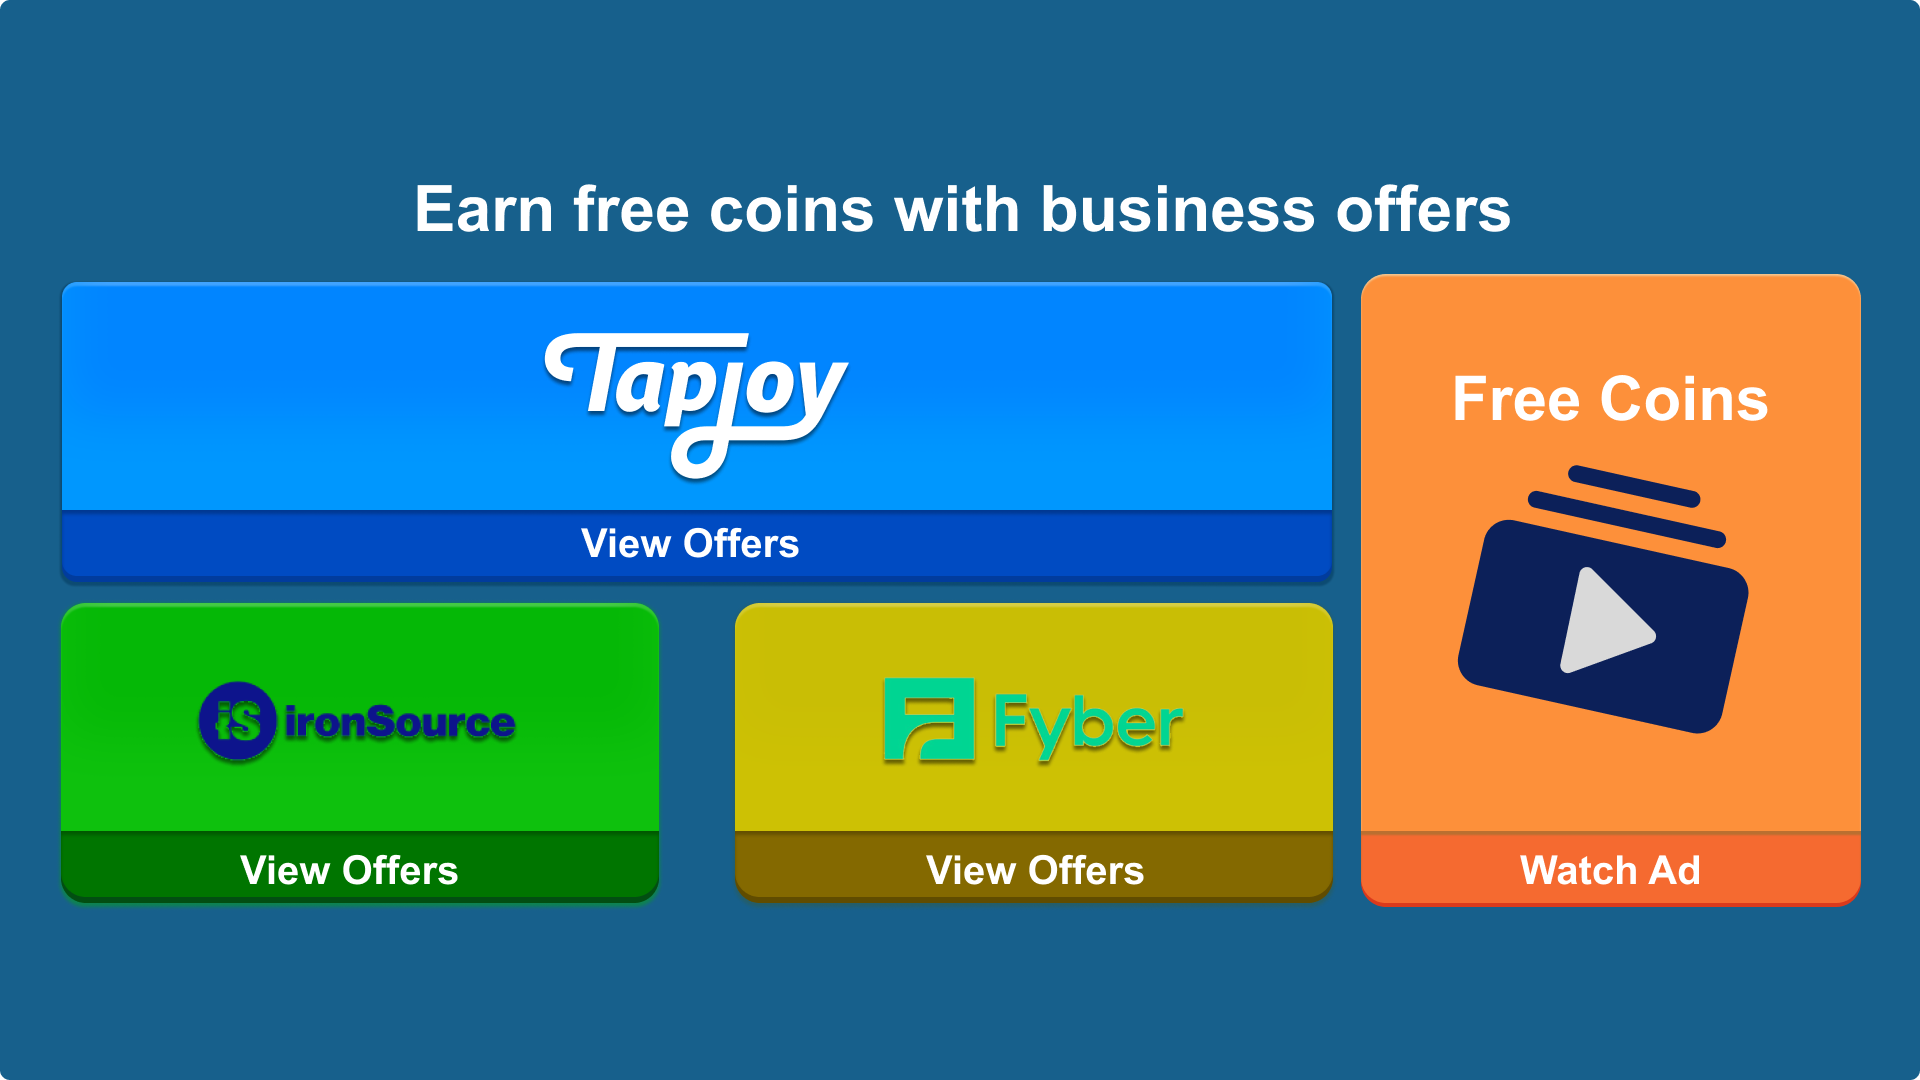 Earn free coins with business offers
Tapjoy
View Offers
iS ironSource
View Offers
Fyber
View Offers
Free Coins
Watch Ad